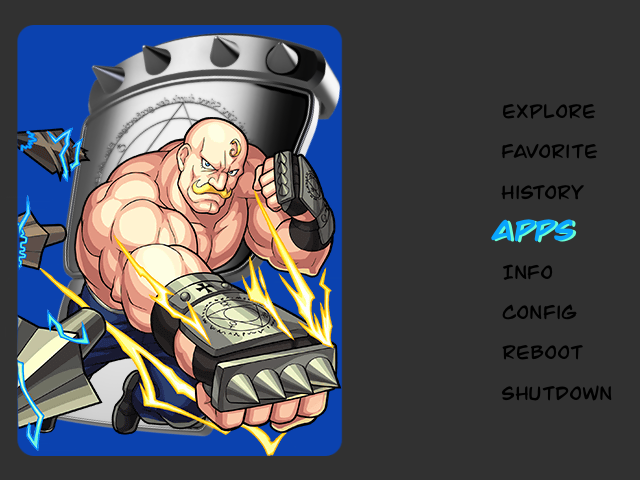 EXPLORE
FAVORITE
HISTORY
APPS
INFO
CONFIG
REBOOT
SHUTDOWN